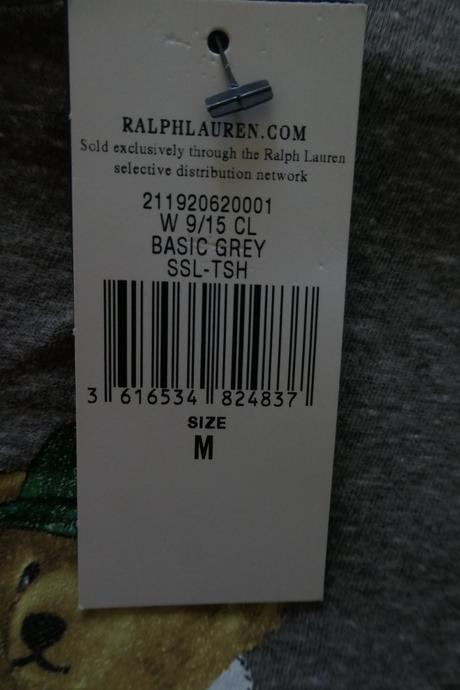 RALPHLAUREN.COM
Sold exclusively through the Ralph Lauren
selective distribution network
211920620001
W 9/15 CL
BASIC GREY
SSL-TSH
3 616534 824837
SIZE
M